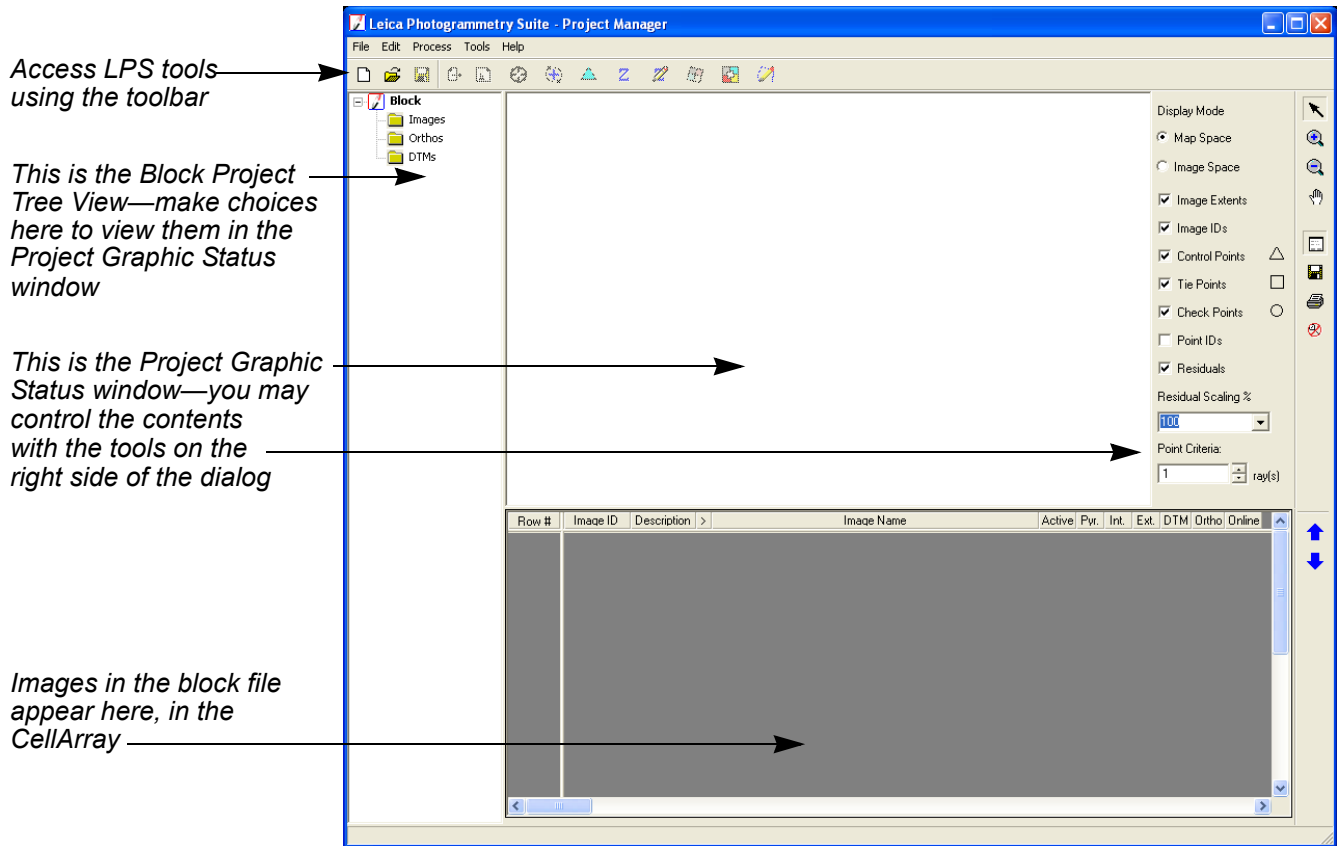 Leica Photogrammetry Suite - Project Manager
File Edit Process Tools Help
Access LPS tools
using the toolbar
Block
Images
Orthos
DTMs
This is the Block Project
Tree View—make choices
here to view them in the
Project Graphic Status
window
This is the Project Graphic
Status window—you may
control the contents
with the tools on the
right side of the dialog
Display Mode
Map Space
Image Space
Image Extents
Image IDs
Control Points
Tie Points
Check Points
Point IDs
Residuals
Residual Scaling %
100
Point Criteria:
1 ray(s)
Row # Image ID Description > Image Name Active Pyr. Int. Ext. DTM Ortho Online
Images in the block file
appear here, in the
CellArray